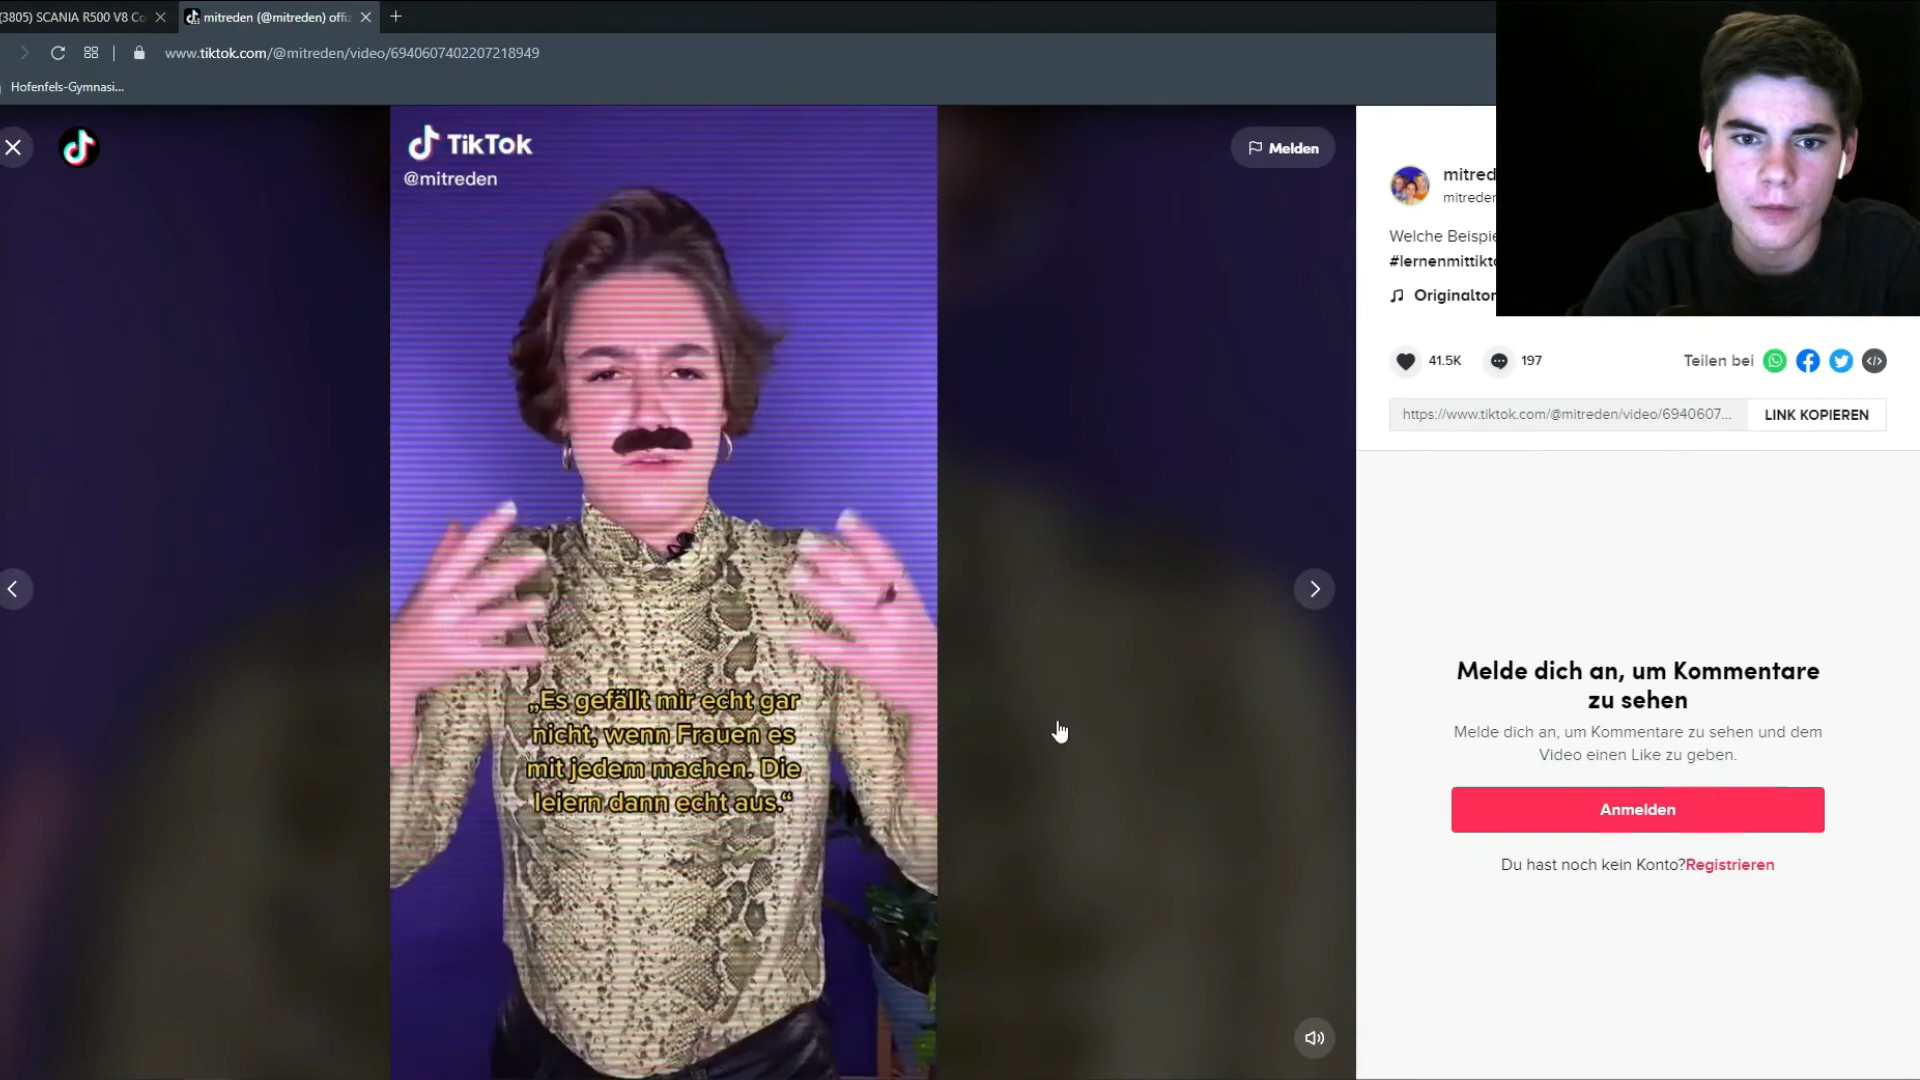 (3805) SCANIA R500 V8 Co
mitreden (@mitreden) offiz
www.tiktok.com/@mitreden/video/6940607402207218949
Hofenfels-Gymnasi...
TikTok
@mitreden
Melden
„Es gefällt mir echt gar
nicht, wenn Frauen es
mit jedem machen. Die
leiern dann echt aus.“
mitred
mitreder
Welche Beispie
#lernenmittikto
Originalton
41.5K
197
Teilen bei
https://www.tiktok.com/@mitreden/video/6940607...
LINK KOPIEREN
Melde dich an, um Kommentare
zu sehen
Melde dich an, um Kommentare zu sehen und dem
Video einen Like zu geben.
Anmelden
Du hast noch kein Konto?Registrieren